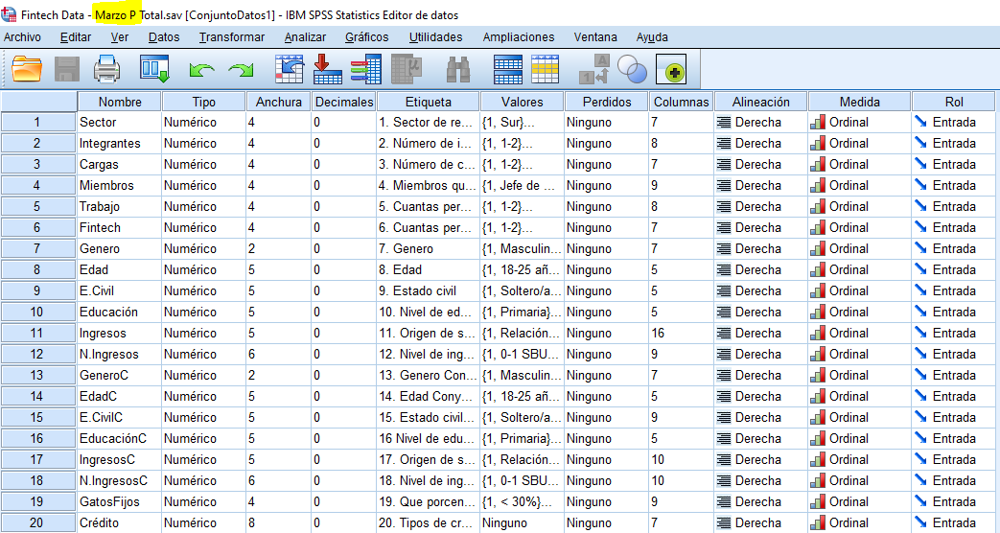 Fintech Data - Marzo P Total.sav [ConjuntoDatos1] - IBM SPSS Statistics Editor de datos
Archivo Editar Ver Datos Transformar Analizar Gráficos Utilidades Ampliaciones Ventana Ayuda
Nombre Tipo Anchura Decimales Etiqueta Valores Perdidos Columnas Alineación Medida Rol
1 Sector Numérico 4 0 1. Sector de re... {1, Sur}... Ninguno 7 Derecha Ordinal Entrada
2 Integrantes Numérico 4 0 2. Número de i... {1, 1-2}... Ninguno 8 Derecha Ordinal Entrada
3 Cargas Numérico 4 0 3. Número de c... {1, 1-2}... Ninguno 7 Derecha Ordinal Entrada
4 Miembros Numérico 4 0 4. Miembros qu... {1, Jefe de ... Ninguno 9 Derecha Ordinal Entrada
5 Trabajo Numérico 4 0 5. Cuantas per... {1, 1-2}... Ninguno 8 Derecha Ordinal Entrada
6 Fintech Numérico 4 0 6. Cuantas per... {1, 1-2}... Ninguno 7 Derecha Ordinal Entrada
7 Genero Numérico 2 0 7. Genero {1, Masculin... Ninguno 7 Derecha Ordinal Entrada
8 Edad Numérico 5 0 8. Edad {1, 18-25 añ... Ninguno 5 Derecha Ordinal Entrada
9 E.Civil Numérico 5 0 9. Estado civil {1, Soltero/a... Ninguno 5 Derecha Ordinal Entrada
10 Educación Numérico 5 0 10. Nivel de ed... {1, Primaria}... Ninguno 5 Derecha Ordinal Entrada
11 Ingresos Numérico 5 0 11. Origen de s... {1, Relación... Ninguno 16 Derecha Ordinal Entrada
12 N.Ingresos Numérico 6 0 12. Nivel de ing... {1, 0-1 SBU... Ninguno 9 Derecha Ordinal Entrada
13 GeneroC Numérico 2 0 13. Genero Con... {1, Masculin... Ninguno 7 Derecha Ordinal Entrada
14 EdadC Numérico 5 0 14. Edad Cony... {1, 18-25 añ... Ninguno 5 Derecha Ordinal Entrada
15 E.CivilC Numérico 5 0 15. Estado civil... {1, Soltero/a... Ninguno 9 Derecha Ordinal Entrada
16 EducaciónC Numérico 5 0 16 Nivel de edu... {1, Primaria}... Ninguno 5 Derecha Ordinal Entrada
17 IngresosC Numérico 5 0 17. Origen de s... {1, Relación... Ninguno 10 Derecha Ordinal Entrada
18 N.IngresosC Numérico 6 0 18. Nivel de ing... {1, 0-1 SBU... Ninguno 10 Derecha Ordinal Entrada
19 GatosFijos Numérico 4 0 19. Que porcen... {1, < 30%}... Ninguno 9 Derecha Ordinal Entrada
20 Crédito Numérico 8 0 20. Tipos de cr... Ninguno Ninguno 7 Derecha Ordinal Entrada